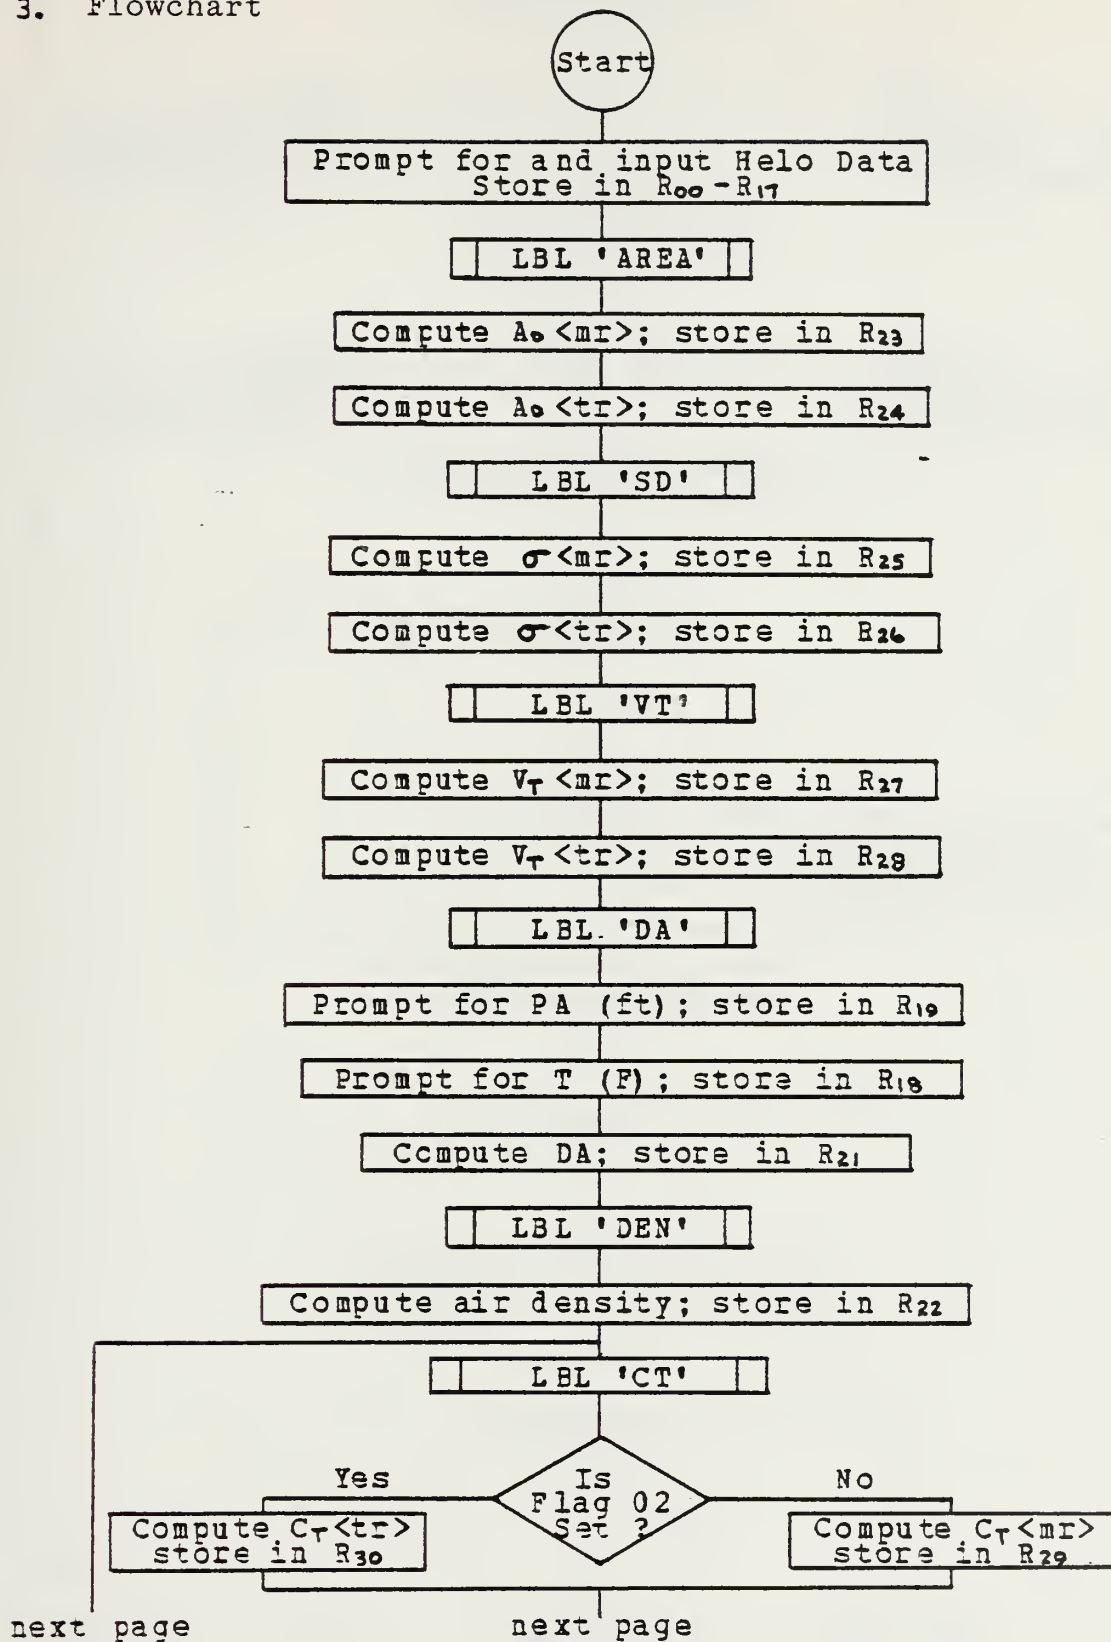 3. Flowchart
Start
Prompt for and input Helo Data
Store in R00-R17
LBL 'AREA'
Compute A0 <mr>; store in R23
Compute A0 <tr>; store in R24
LBL 'SD'
Compute σ<mr>; store in R25
Compute σ<tr>; store in R26
LBL 'VT'
Compute VT <mr>; store in R27
Compute VT <tr>; store in R28
LBL 'DA'
Prompt for PA (ft); store in R19
Prompt for T (F); store in R18
Compute DA; store in R21
LBL 'DEN'
Compute air density; store in R22
LBL 'CT'
Is
Flag 02
Set ?
Yes
No
Compute CT<tr>
store in R30
Compute CT<mr>
store in R29
next page
next page